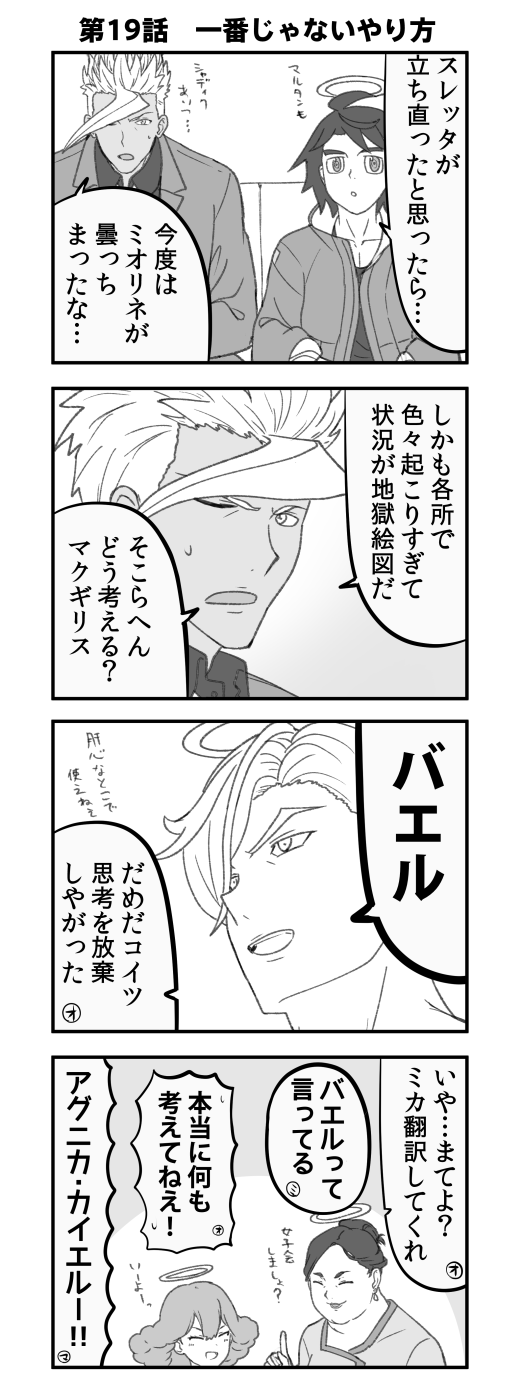 第19話　一番じゃないやり方
スレッタが
立ち直ったと思ったら…
マルタンも
シャディク
あいつ…
今度は
ミオリネが
曇っち
まったな…
しかも各所で
色々起こりすぎて
状況が地獄絵図だ
そこらへん
どう考える？
マクギリス
バエル
肝心なとこで
使えねえ
だめだコイツ
思考を放棄
しやがった
オ
いや…まてよ？
ミカ翻訳してくれ
オ
バエルって
言ってる
ミ
本当に何も
考えてねえ！
オ
女子会
しましょ？
いーよーっ
アグニカ・カイエルー!!
マ